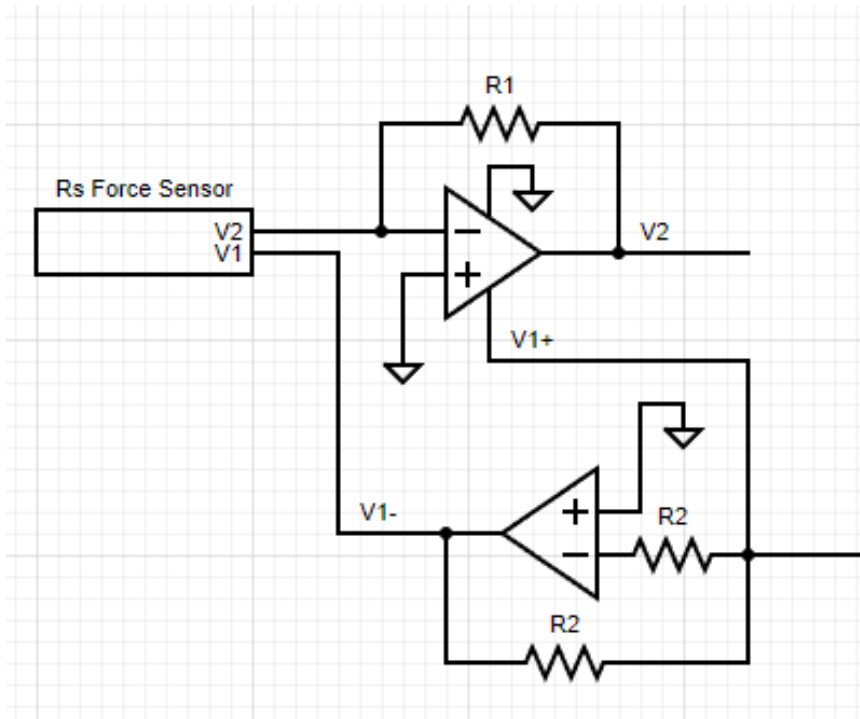 R1
Rs Force Sensor
V2
V1
−
+
V2
V1+
V1-
+
−
R2
R2